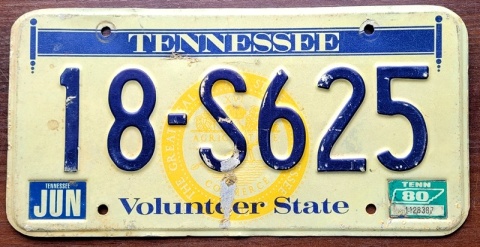 TENNESSEE
18-S625
TENNESSEE
JUN
TENN
80
Volunteer State